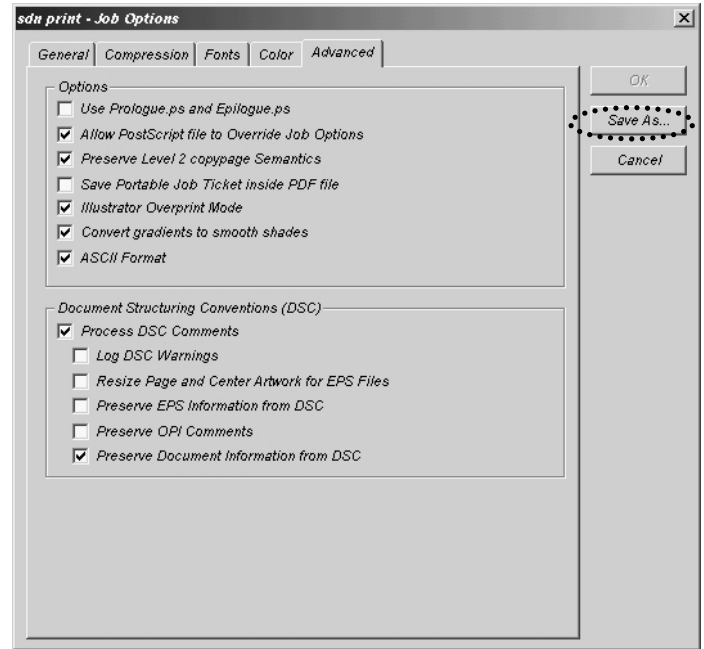 sdn print - Job Options
General Compression Fonts Color Advanced
Options
Use Prologue.ps and Epilogue.ps
Allow PostScript file to Override Job Options
Preserve Level 2 copypage Semantics
Save Portable Job Ticket inside PDF file
Illustrator Overprint Mode
Convert gradients to smooth shades
ASCII Format
Document Structuring Conventions (DSC)
Process DSC Comments
Log DSC Warnings
Resize Page and Center Artwork for EPS Files
Preserve EPS Information from DSC
Preserve OPI Comments
Preserve Document Information from DSC
OK
Save As...
Cancel